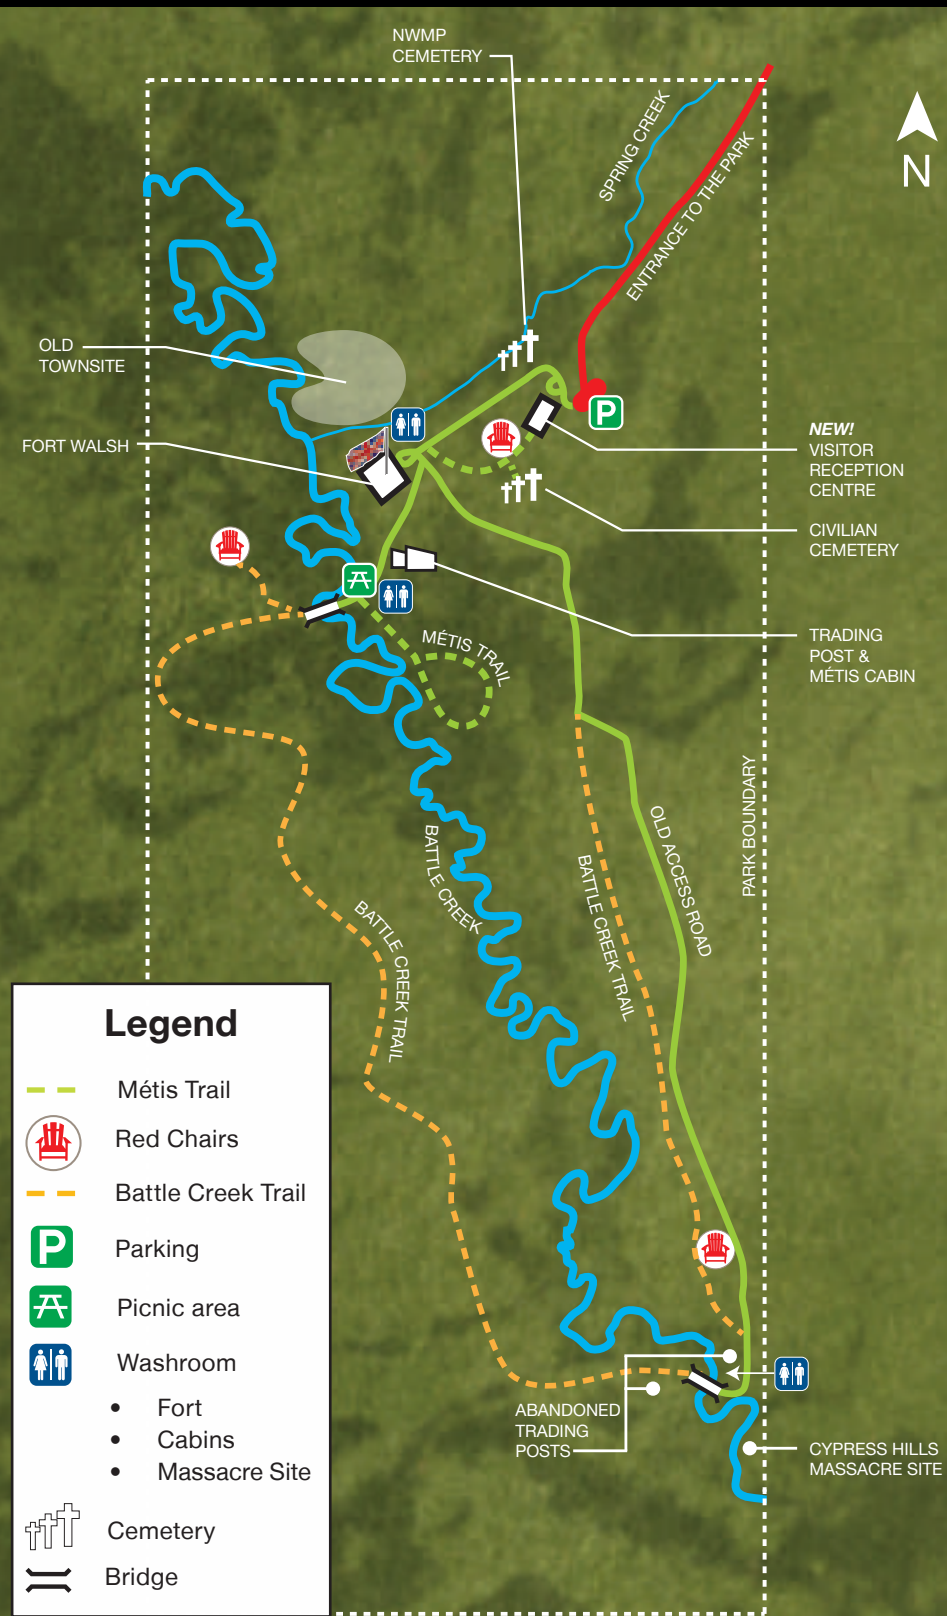 NWMP
CEMETERY
SPRING CREEK
ENTRANCE TO THE PARK
N
OLD
TOWNSITE
FORT WALSH
P
NEW!
VISITOR
RECEPTION
CENTRE
CIVILIAN
CEMETERY
TRADING
POST &
MÉTIS CABIN
MÉTIS TRAIL
PARK BOUNDARY
OLD ACCESS ROAD
BATTLE CREEK
BATTLE CREEK TRAIL
BATTLE CREEK TRAIL
ABANDONED
TRADING
POSTS
CYPRESS HILLS
MASSACRE SITE
Legend
Métis Trail
Red Chairs
Battle Creek Trail
P Parking
Picnic area
Washroom
• Fort
• Cabins
• Massacre Site
Cemetery
Bridge